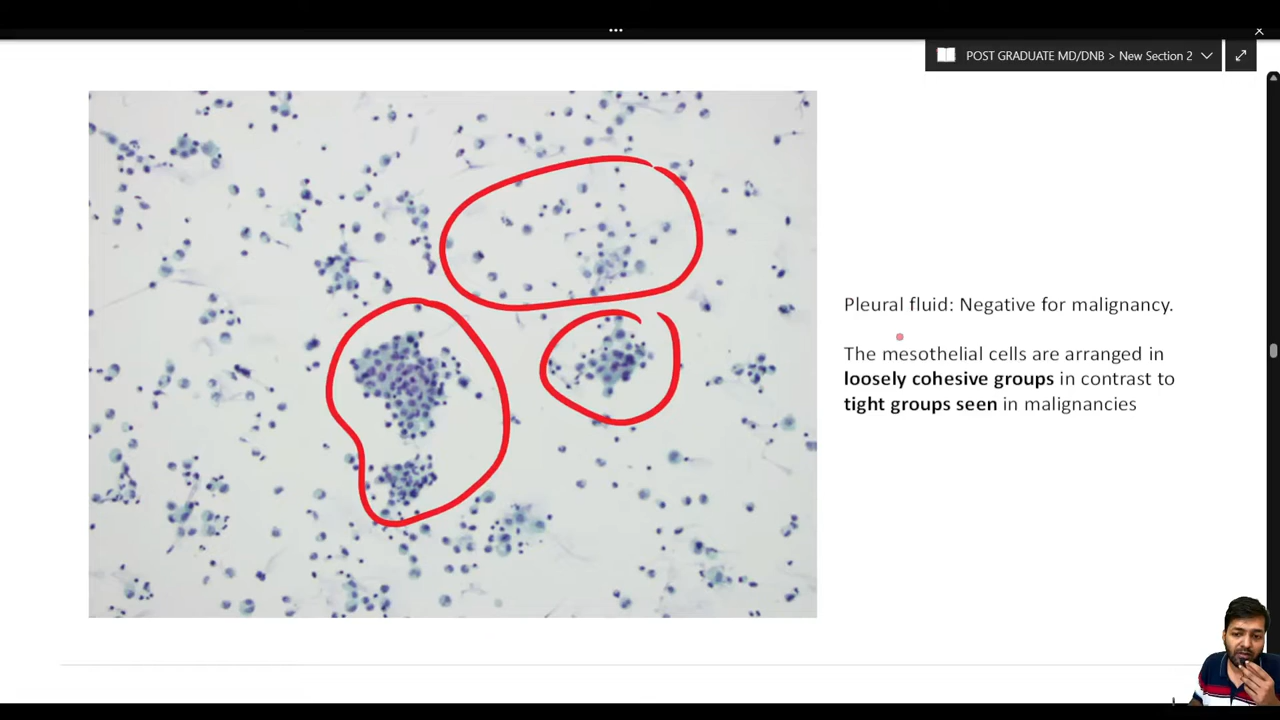 POST GRADUATE MD/DNB > New Section 2
Pleural fluid: Negative for malignancy.
The mesothelial cells are arranged in
loosely cohesive groups in contrast to
tight groups seen in malignancies